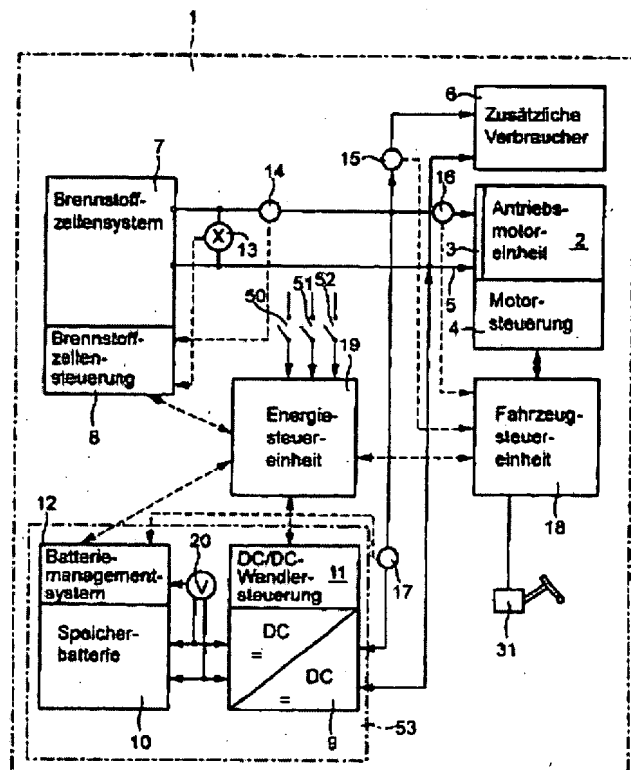 1
6
Zusätzliche
Verbraucher
7
14
15
16
Brennstoff-
zellensystem
X
13
3
Antriebs-
motor-
einheit
2
5
50
51
52
4
Motor-
steuerung
Brennstoff-
zellen-
steuerung
8
19
Energie-
steuer-
einheit
Fahrzeug-
steuer-
einheit
18
12
20
Batterie-
management-
system
V
DC/DC-
Wandler-
steuerung
11
17
31
Speicher-
batterie
DC
=
DC
=
10
9
53